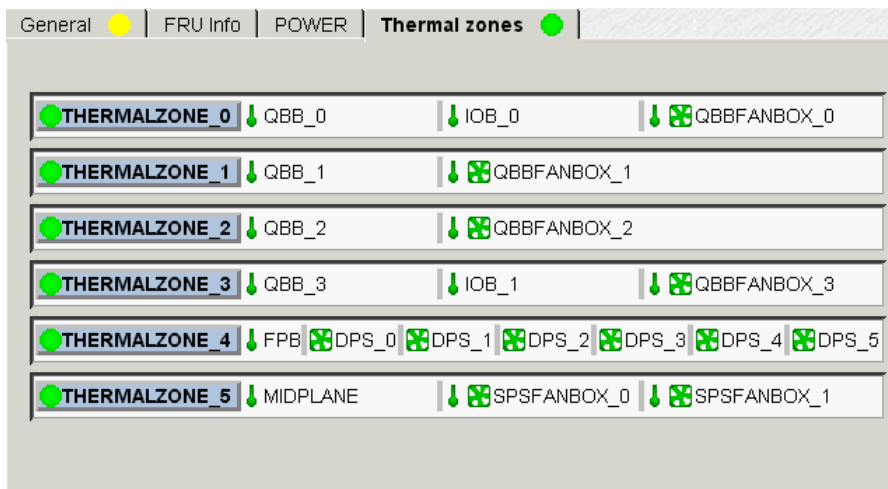 General FRU Info POWER Thermal zones
THERMALZONE_0 QBB_0 IOB_0 QBBFANBOX_0
THERMALZONE_1 QBB_1 QBBFANBOX_1
THERMALZONE_2 QBB_2 QBBFANBOX_2
THERMALZONE_3 QBB_3 IOB_1 QBBFANBOX_3
THERMALZONE_4 FPB DPS_0 DPS_1 DPS_2 DPS_3 DPS_4 DPS_5
THERMALZONE_5 MIDPLANE SPSFANBOX_0 SPSFANBOX_1